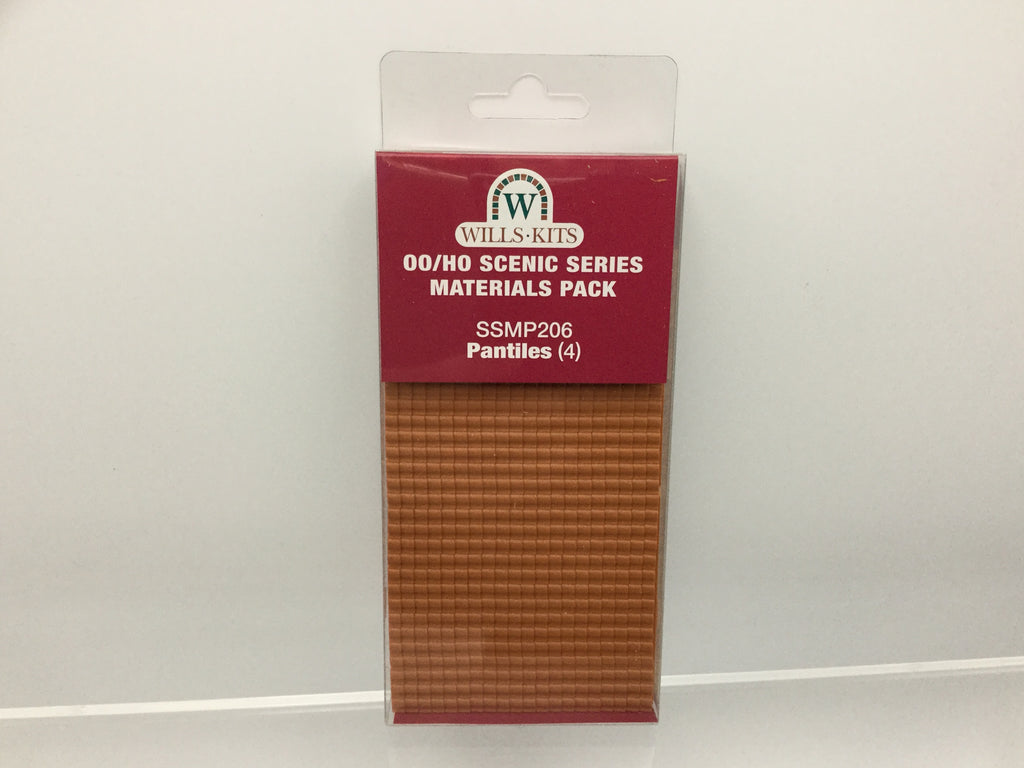 W
WILLS·KITS
OO/HO SCENIC SERIES
MATERIALS PACK
SSMP206
Pantiles (4)